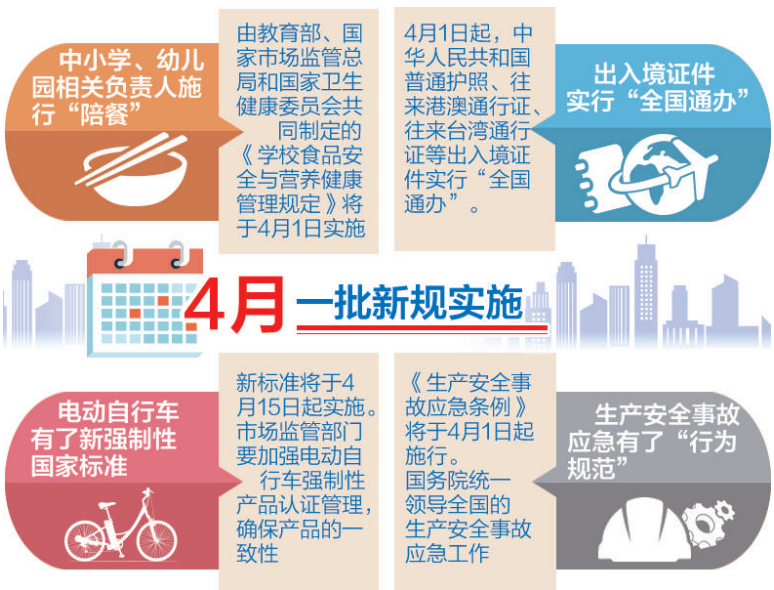 中小学、幼儿
园相关负责人施
行“陪餐”
由教育部、国
家市场监管总
局和国家卫生
健康委员会共
同制定的
《学校食品安
全与营养健康
管理规定》将
于4月1日实施
4月1日起，中
华人民共和国
普通护照、往
来港澳通行证、
往来台湾通行
证等出入境证
件实行“全国
通办”。
出入境证件
实行“全国通办”
4月一批新规实施
电动自行车
有了新强制性
国家标准
新标准将于4
月15日起实施。
市场监管部门
要加强电动自
行车强制性
产品认证管理，
确保产品的一
致性
《生产安全事
故应急条例》
将于4月1日起
施行。
国务院统一
领导全国的
生产安全事故
应急工作
生产安全事故
应急有了“行为
规范”